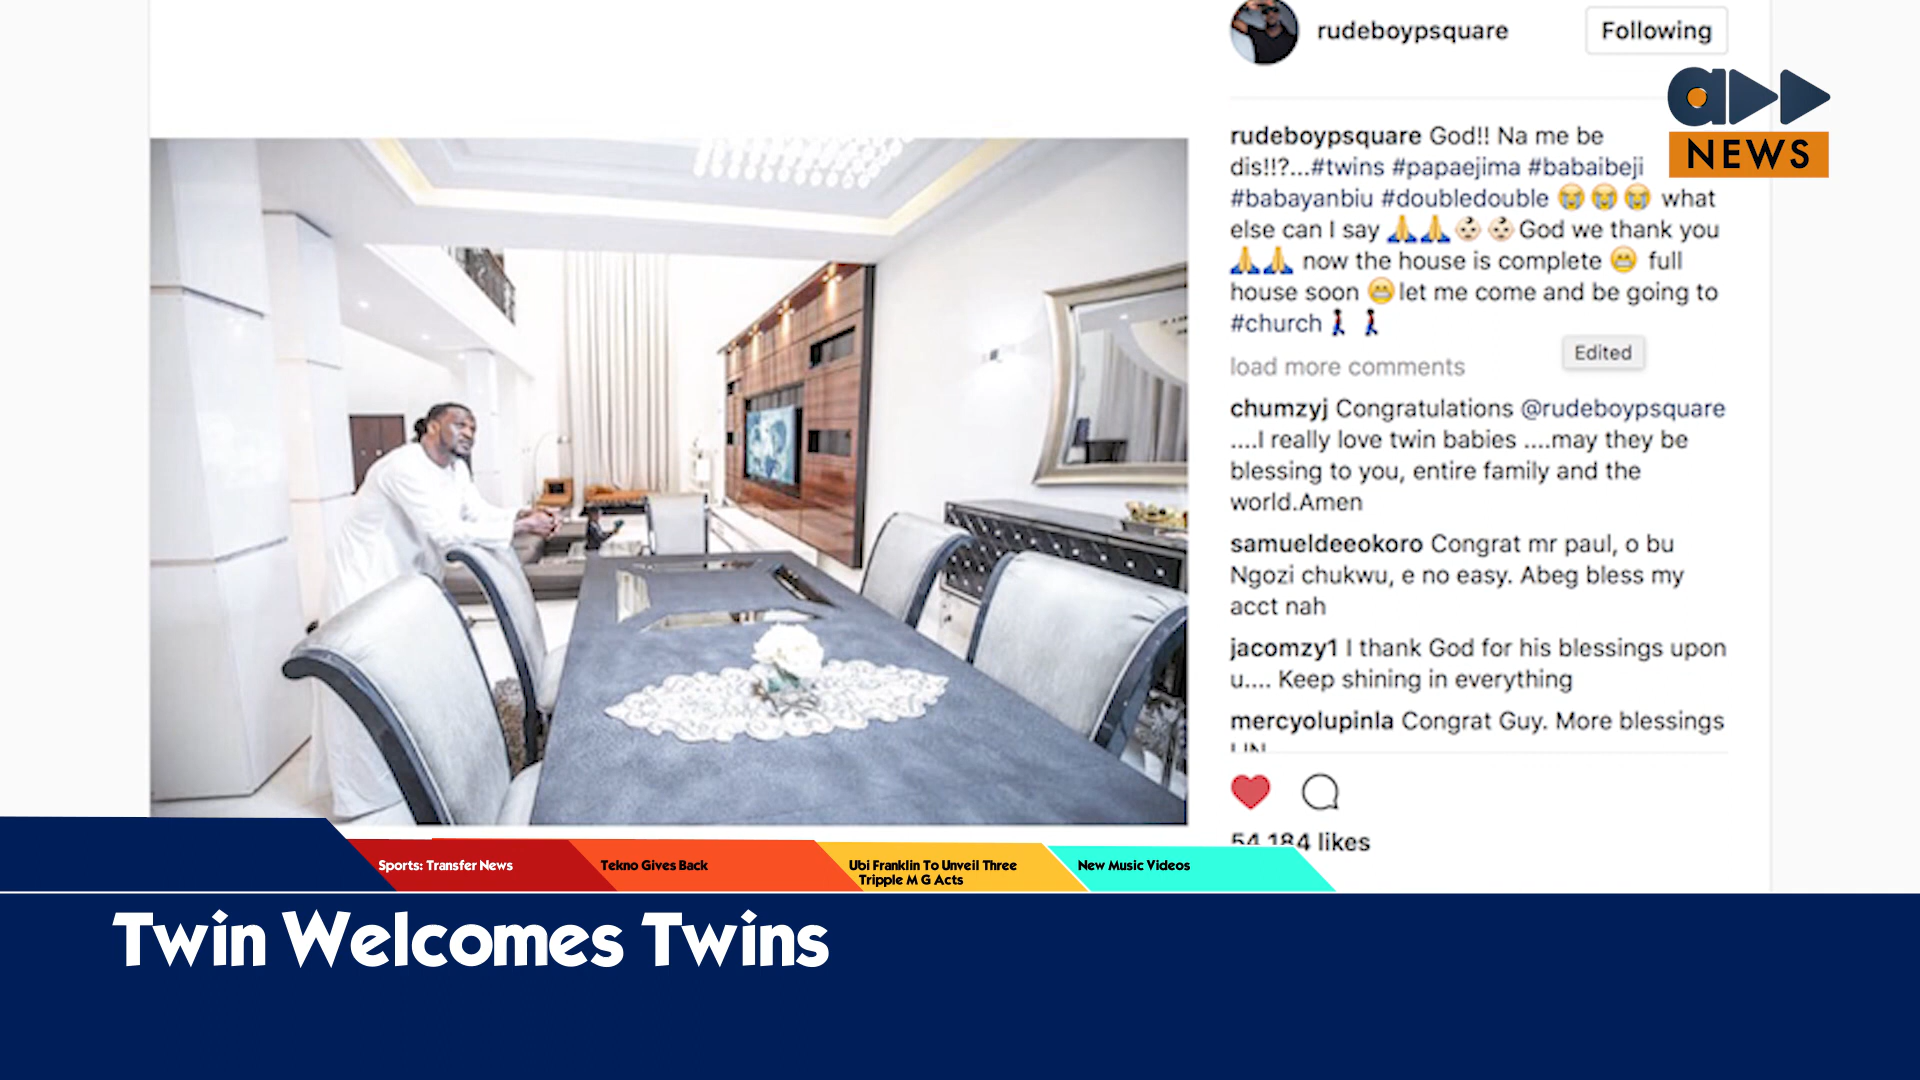 rudeboypsquare
Following
NEWS
rudeboypsquare God!! Na me be
dis!!?...#twins #papaejima #babaibeji
#babayanbiu #doubledouble 😭😭😭 what
else can I say 🙏🙏👶🏻👶🏻God we thank you
🙏🙏 now the house is complete 😬 full
house soon 😬let me come and be going to
#church🚶🚶
Edited
load more comments
chumzyj Congratulations @rudeboypsquare
....I really love twin babies ....may they be
blessing to you, entire family and the
world.Amen
samueldeeokoro Congrat mr paul, o bu
Ngozi chukwu, e no easy. Abeg bless my
acct nah
jacomzy1 I thank God for his blessings upon
u.... Keep shining in everything
mercyolupinla Congrat Guy. More blessings
54,184 likes
Sports: Transfer News
Tekno Gives Back
Ubi Franklin To Unveil Three
Tripple M G Acts
New Music Videos
Twin Welcomes Twins